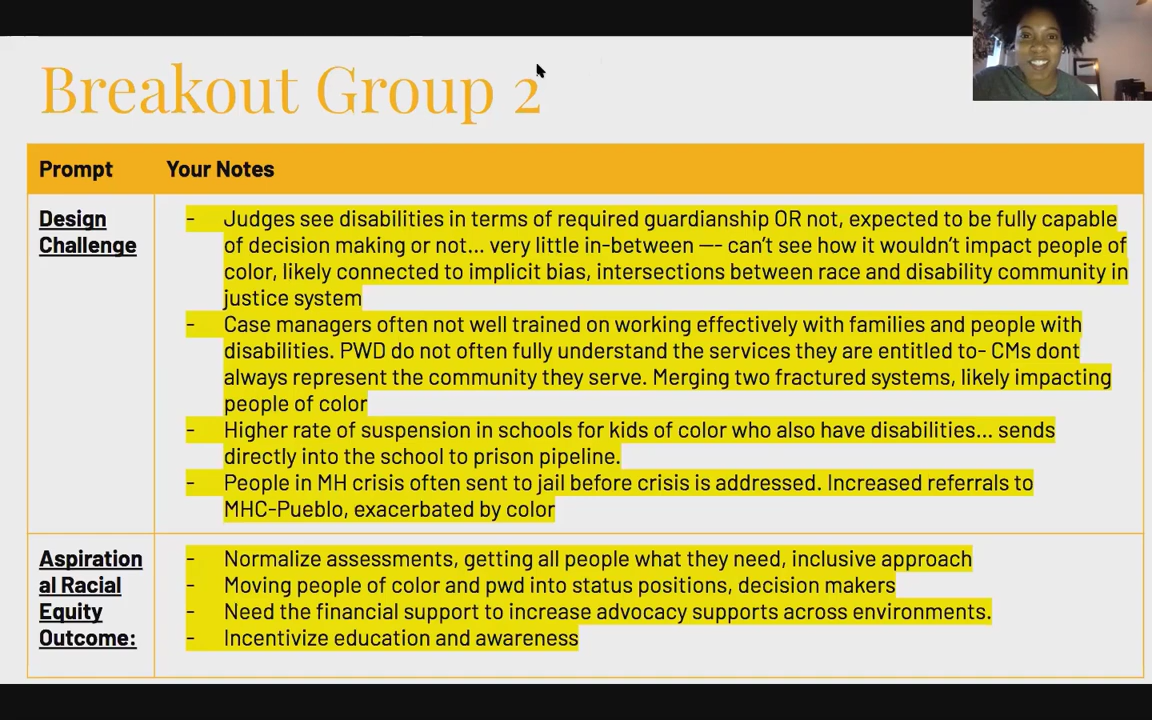 Breakout Group 2
Prompt
Your Notes
Design
Challenge
- Judges see disabilities in terms of required guardianship OR not, expected to be fully capable
of decision making or not... very little in-between —- can't see how it wouldn't impact people of
color, likely connected to implicit bias, intersections between race and disability community in
justice system
- Case managers often not well trained on working effectively with families and people with
disabilities. PWD do not often fully understand the services they are entitled to- CMs dont
always represent the community they serve. Merging two fractured systems, likely impacting
people of color
- Higher rate of suspension in schools for kids of color who also have disabilities... sends
directly into the school to prison pipeline.
- People in MH crisis often sent to jail before crisis is addressed. Increased referrals to
MHC-Pueblo, exacerbated by color
Aspiration
al Racial
Equity
Outcome:
- Normalize assessments, getting all people what they need, inclusive approach
- Moving people of color and pwd into status positions, decision makers
- Need the financial support to increase advocacy supports across environments.
- Incentivize education and awareness